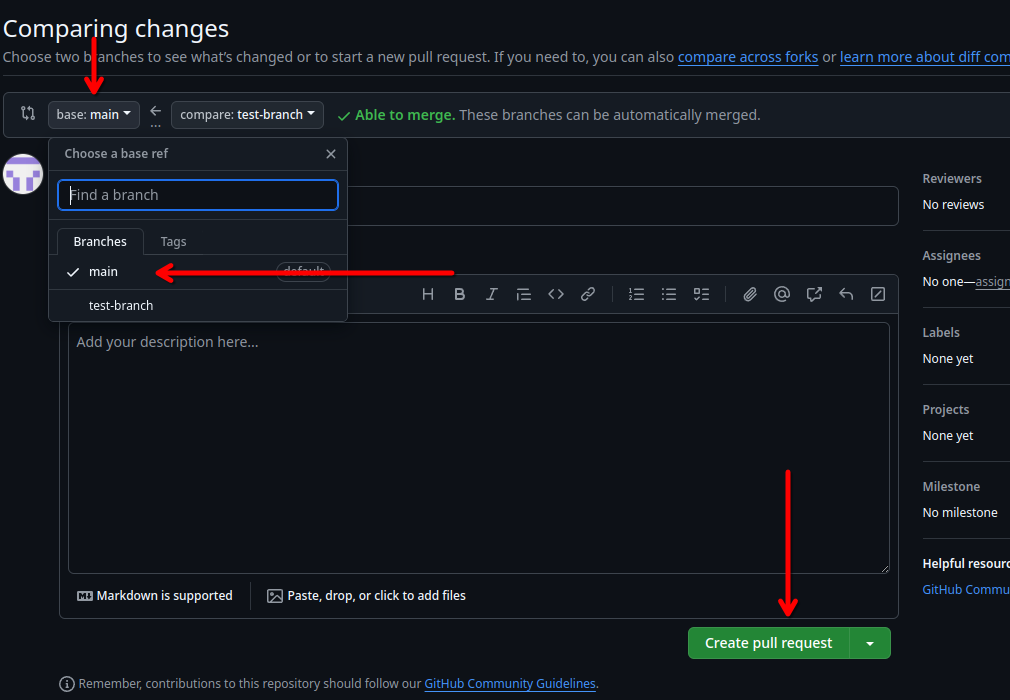 Comparing changes
Choose two branches to see what's changed or to start a new pull request. If you need to, you can also compare across forks or learn more about diff com
base: main ← ... compare: test-branch Able to merge. These branches can be automatically merged.
Choose a base ref
Find a branch
Branches Tags
main default
test-branch
Add your description here...
Markdown is supported Paste, drop, or click to add files
Create pull request
Remember, contributions to this repository should follow our GitHub Community Guidelines.
Reviewers
No reviews
Assignees
No one—assign
Labels
None yet
Projects
None yet
Milestone
No milestone
Helpful resour
GitHub Commu